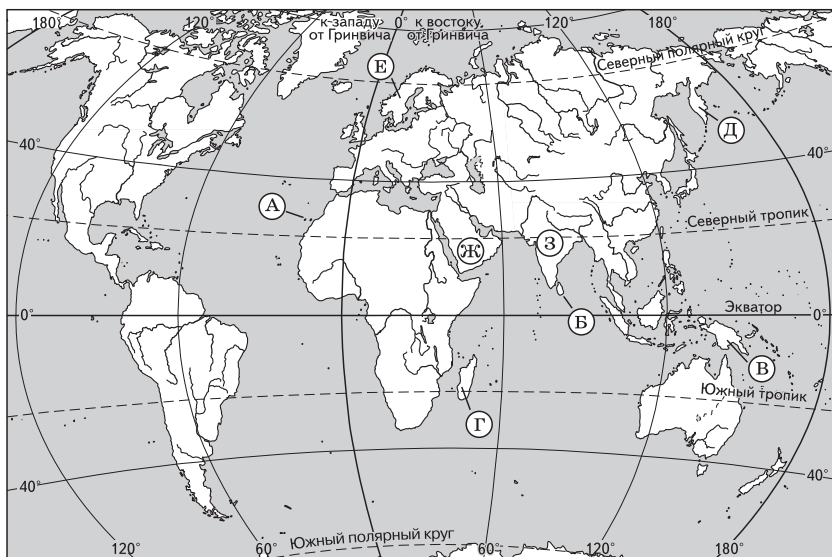 180° 120° к западу 0° к востоку 120° 180°
от Гринвича от Гринвича
Северный полярный круг
Е
Д
40° 40°
А
Северный тропик
Ж З
Экватор
0° 0°
Б
В
Южный тропик
Г
40° 40°
Южный полярный круг
120° 60° 60° 120° 180°